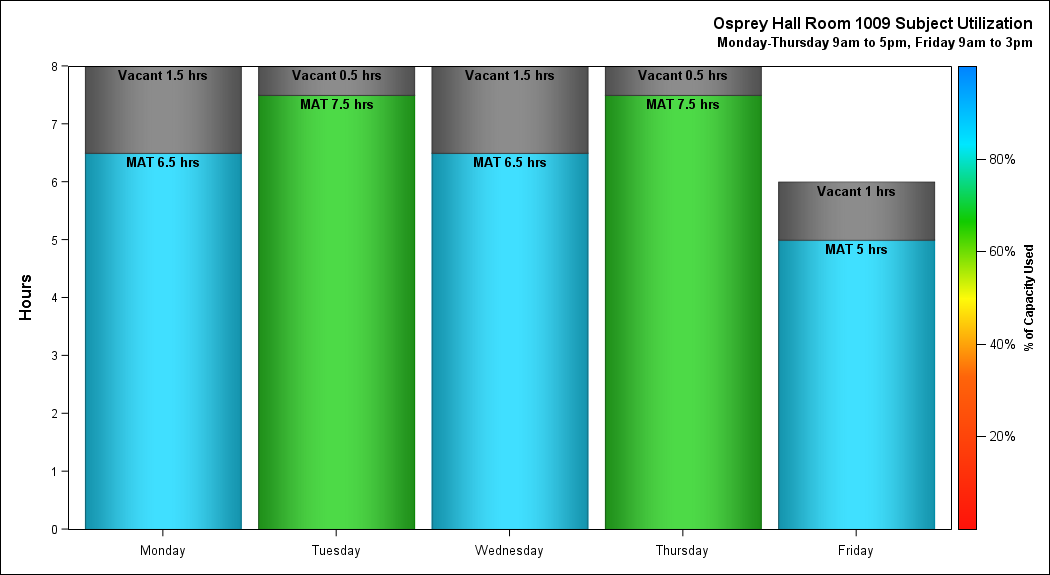 Osprey Hall Room 1009 Subject Utilization
Monday-Thursday 9am to 5pm, Friday 9am to 3pm
Hours
8
7
6
5
4
3
2
1
0
Vacant 1.5 hrs
MAT 6.5 hrs
Vacant 0.5 hrs
MAT 7.5 hrs
Vacant 1.5 hrs
MAT 6.5 hrs
Vacant 0.5 hrs
MAT 7.5 hrs
Vacant 1 hrs
MAT 5 hrs
Monday
Tuesday
Wednesday
Thursday
Friday
80%
60%
40%
20%
% of Capacity Used